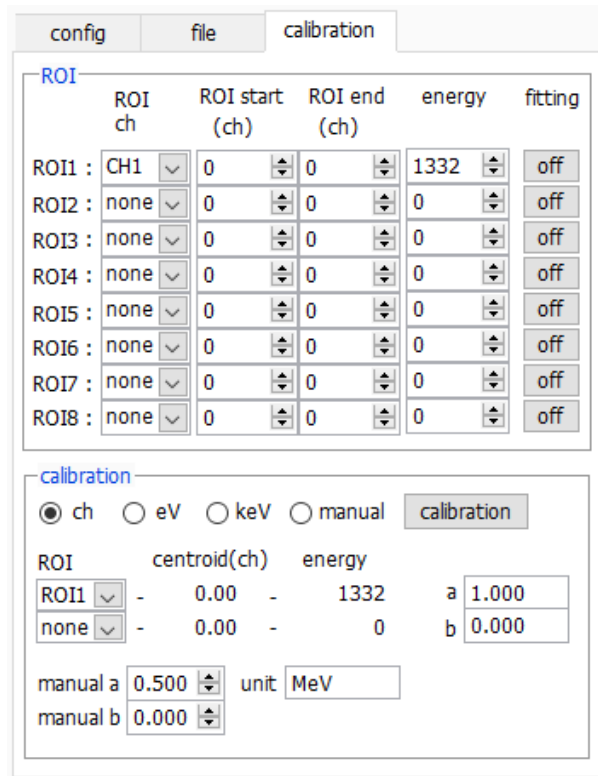 config file calibration
ROI
ROI ch ROI start (ch) ROI end (ch) energy fitting
ROI1 : CH1 0 0 1332 off
ROI2 : none 0 0 0 off
ROI3 : none 0 0 0 off
ROI4 : none 0 0 0 off
ROI5 : none 0 0 0 off
ROI6 : none 0 0 0 off
ROI7 : none 0 0 0 off
ROI8 : none 0 0 0 off
calibration
ch eV keV manual calibration
ROI centroid(ch) energy
ROI1 - 0.00 - 1332 a 1.000
none - 0.00 - 0 b 0.000
manual a 0.500 unit MeV
manual b 0.000